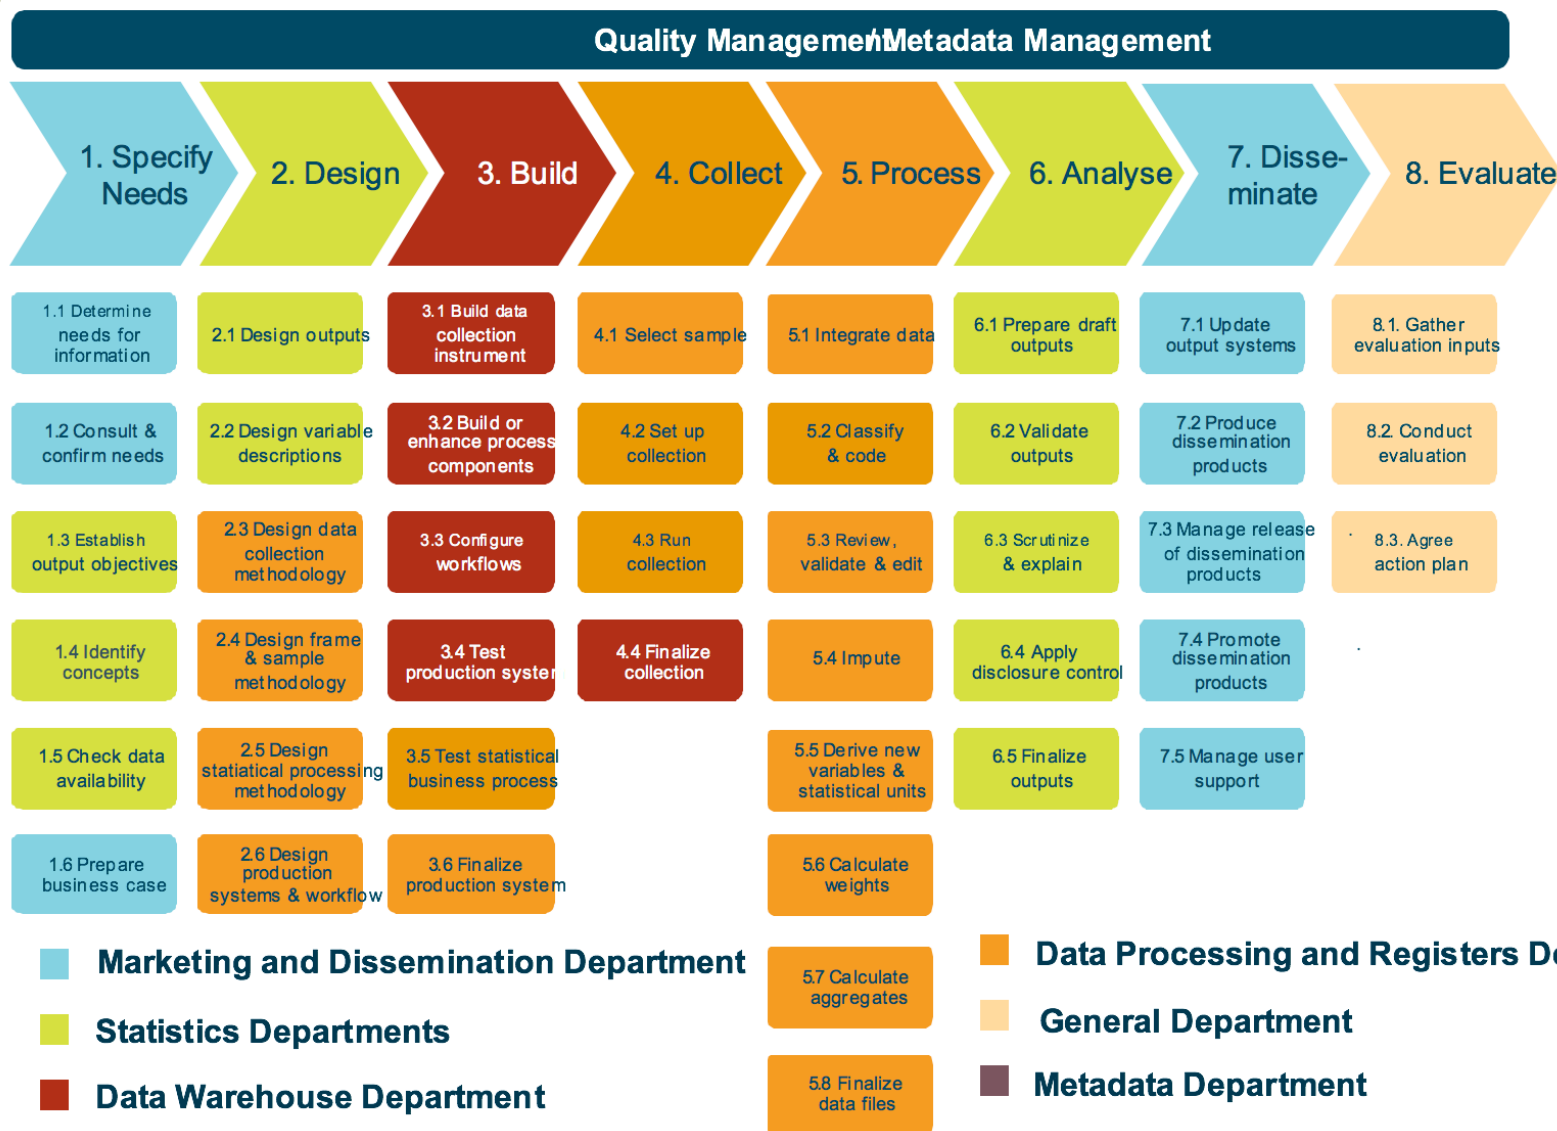 Quality Management/Metadata Management
1. Specify
Needs
2. Design
3. Build
4. Collect
5. Process
6. Analyse
7. Disse-
minate
8. Evaluate
1.1 Determine
needs for
information
1.2 Consult &
confirm needs
1.3 Establish
output objectives
1.4 Identify
concepts
1.5 Check data
availability
1.6 Prepare
business case
2.1 Design outputs
2.2 Design variable
descriptions
2.3 Design data
collection
methodology
2.4 Design frame
& sample
methodology
2.5 Design
statiatical processing
methodology
2.6 Design
production
systems & workflow
3.1 Build data
collection
instrument
3.2 Build or
enhance process
components
3.3 Configure
workflows
3.4 Test
production system
3.5 Test statistical
business process
3.6 Finalize
production system
4.1 Select sample
4.2 Set up
collection
4.3 Run
collection
4.4 Finalize
collection
5.1 Integrate data
5.2 Classify
& code
5.3 Review,
validate & edit
5.4 Impute
5.5 Derive new
variables &
statistical units
5.6 Calculate
weights
5.7 Calculate
aggregates
5.8 Finalize
data files
6.1 Prepare draft
outputs
6.2 Validate
outputs
6.3 Scrutinize
& explain
6.4 Apply
disclosure control
6.5 Finalize
outputs
7.1 Update
output systems
7.2 Produce
dissemination
products
7.3 Manage release
of dissemination
products
7.4 Promote
dissemination
products
7.5 Manage user
support
8.1. Gather
evaluation inputs
8.2. Conduct
evaluation
8.3. Agree
action plan
Marketing and Dissemination Department
Statistics Departments
Data Warehouse Department
Data Processing and Registers
General Department
Metadata Department